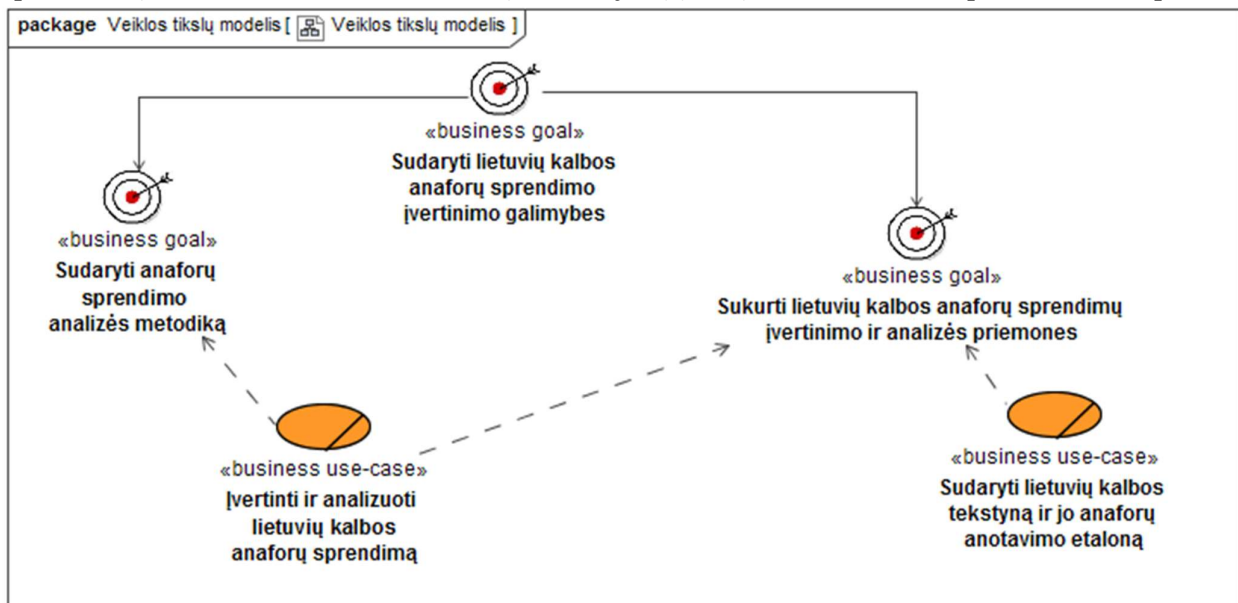 package Veiklos tikslų modelis [ Veiklos tikslų modelis ]
«business goal»
Sudaryti lietuvių kalbos
anaforų sprendimo
įvertinimo galimybes
«business goal»
Sudaryti anaforų
sprendimo
analizės metodiką
«business goal»
Sukurti lietuvių kalbos anaforų sprendimų
įvertinimo ir analizės priemones
«business use-case»
Įvertinti ir analizuoti
lietuvių kalbos
anaforų sprendimą
«business use-case»
Sudaryti lietuvių kalbos
tekstyną ir jo anaforų
anotavimo etaloną